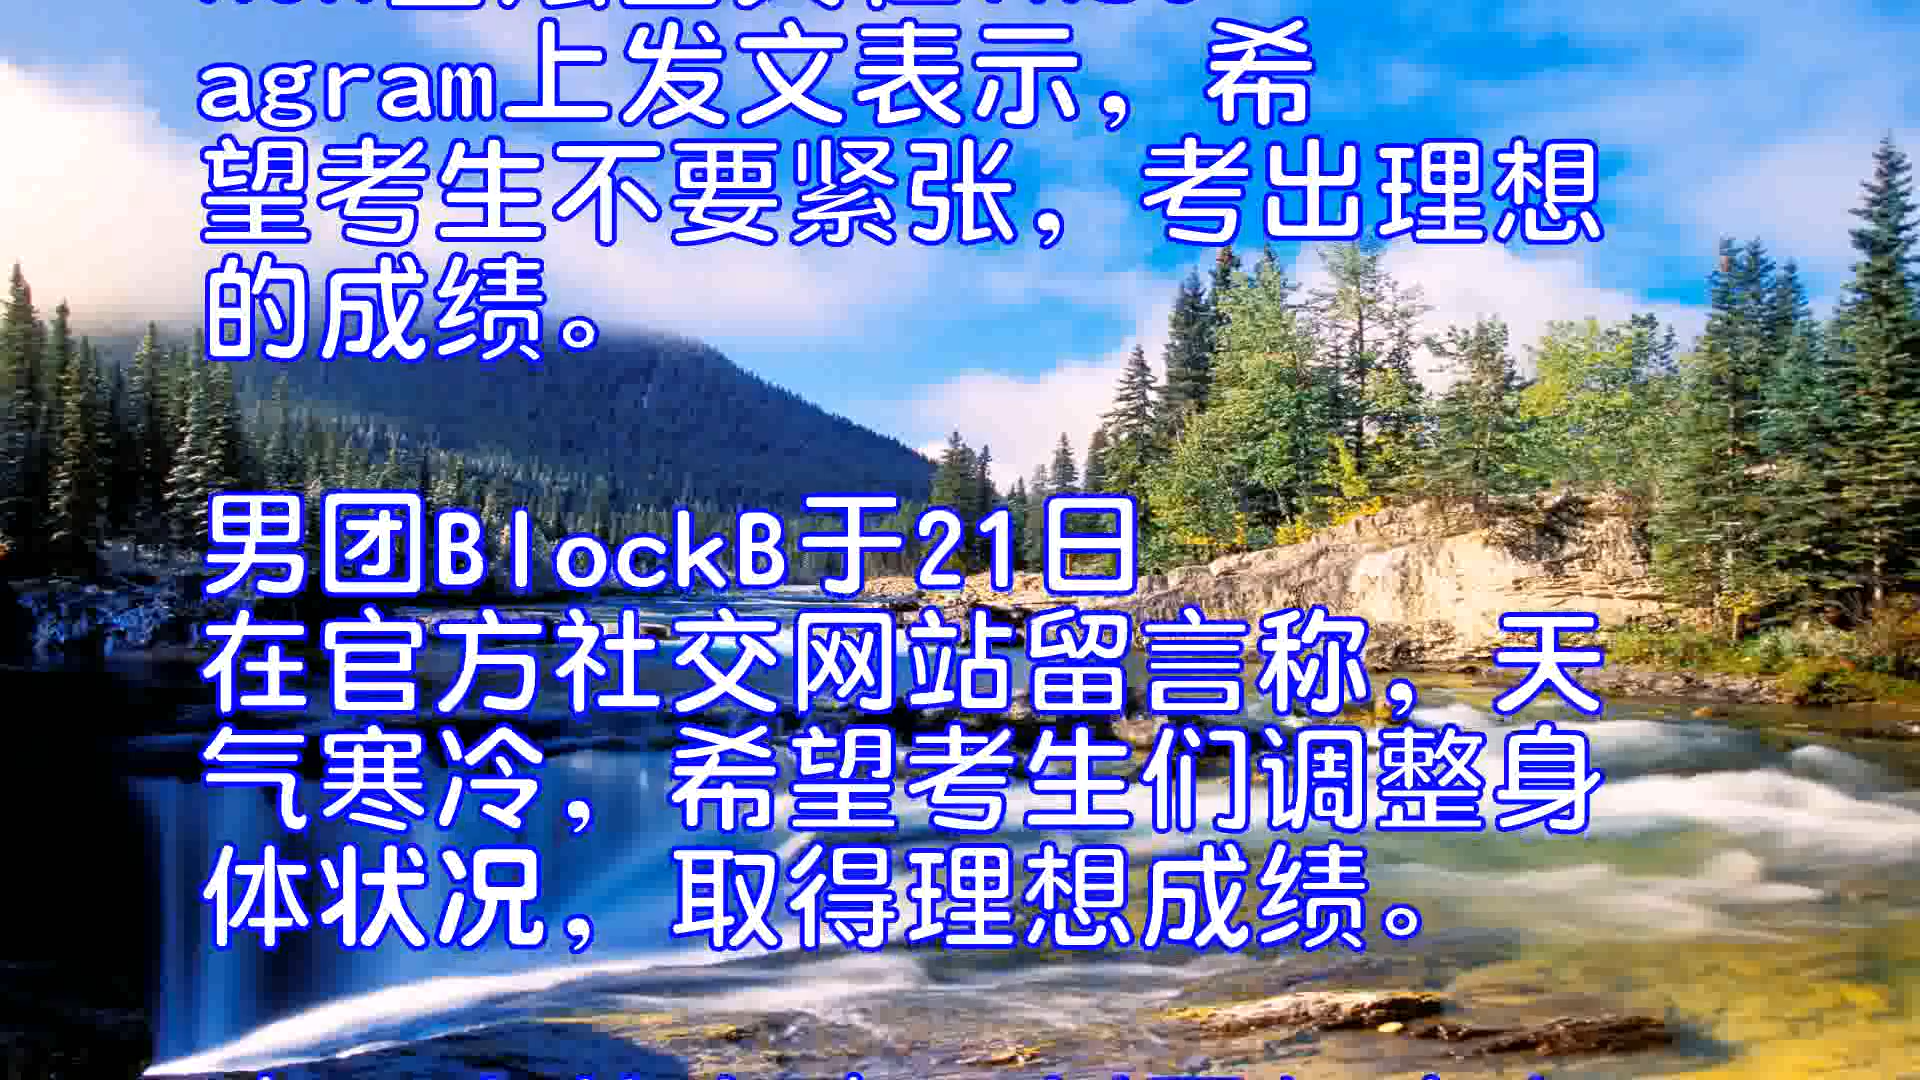 agram上发文表示，希
望考生不要紧张，考出理想
的成绩。
男团BlockB于21日
在官方社交网站留言称，天
气寒冷，希望考生们调整身
体状况，取得理想成绩。